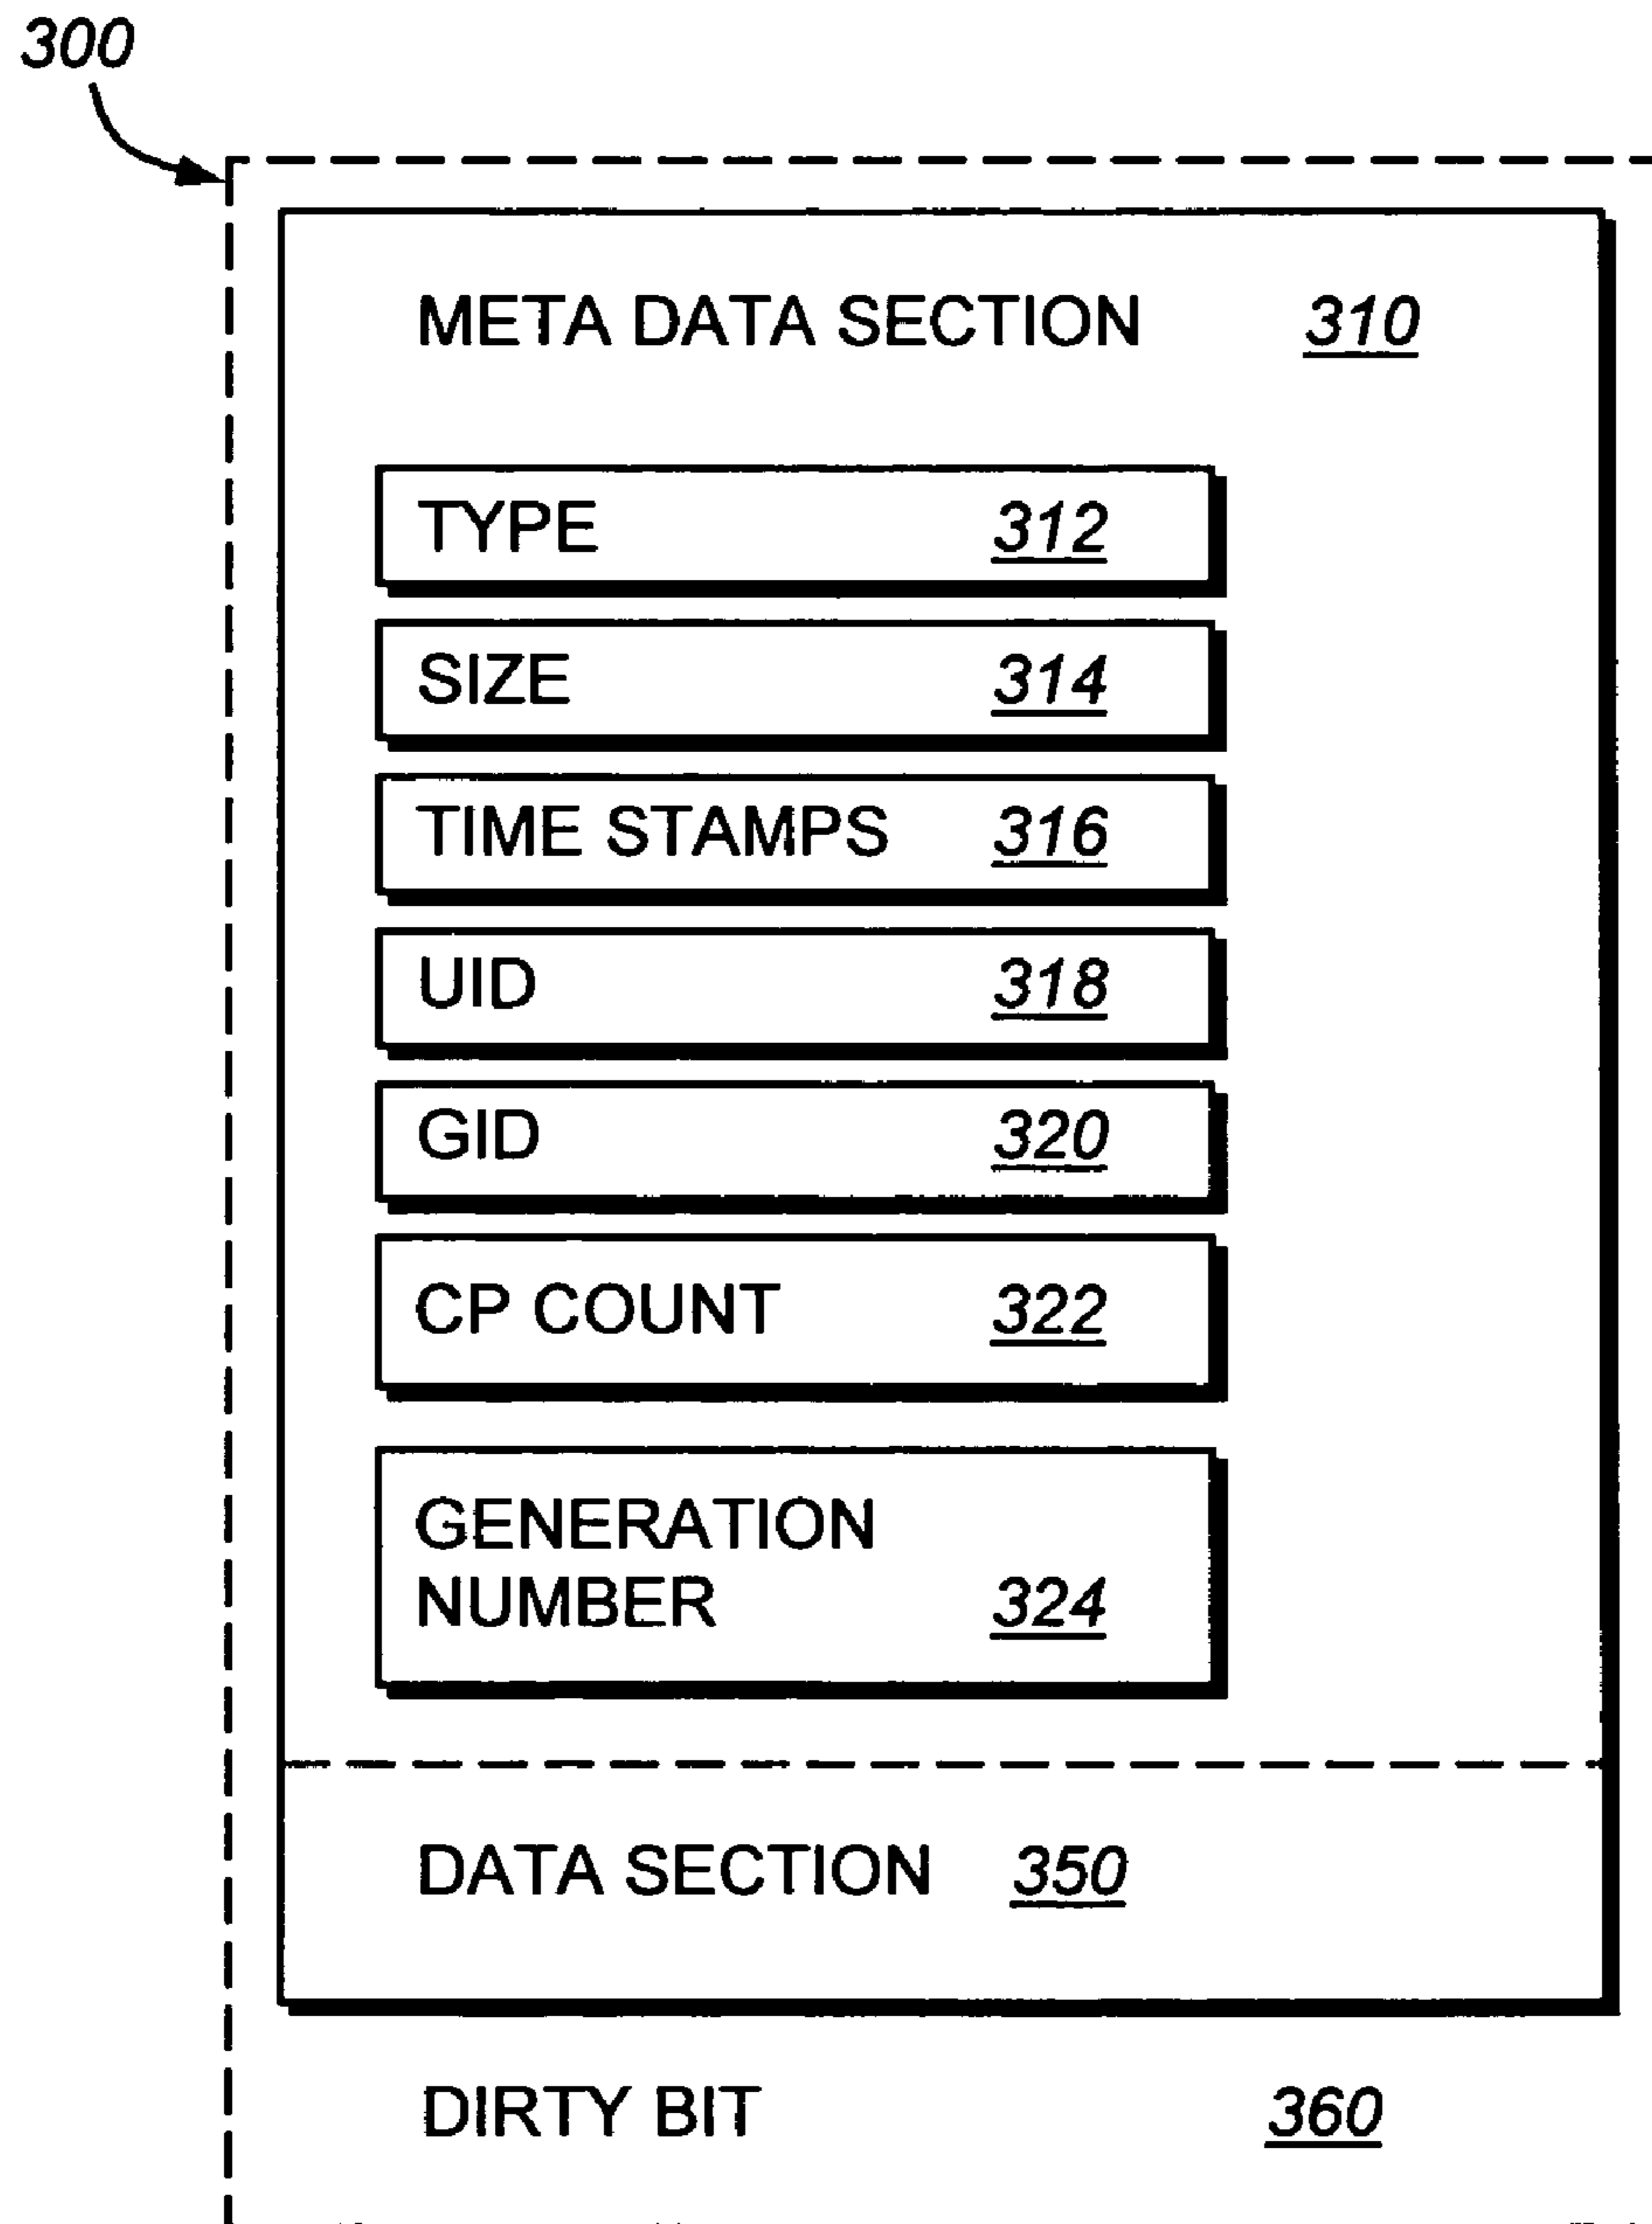 300
META DATA SECTION 310
TYPE 312
SIZE 314
TIME STAMPS 316
UID 318
GID 320
CP COUNT 322
GENERATION
NUMBER 324
DATA SECTION 350
DIRTY BIT 360